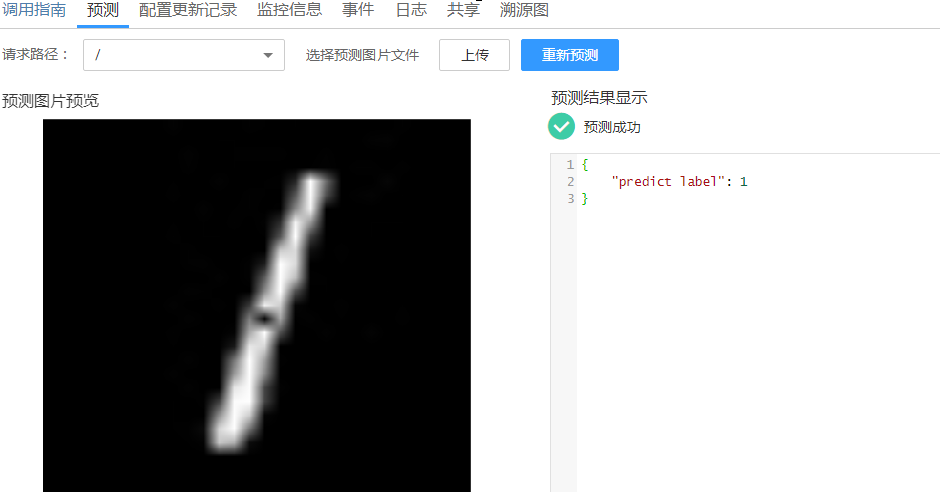 调用指南 预测 配置更新记录 监控信息 事件 日志 共享 溯源图
请求路径： / 选择预测图片文件 上传 重新预测
预测图片预览
预测结果显示
预测成功
1 {
2 "predict label": 1
3 }